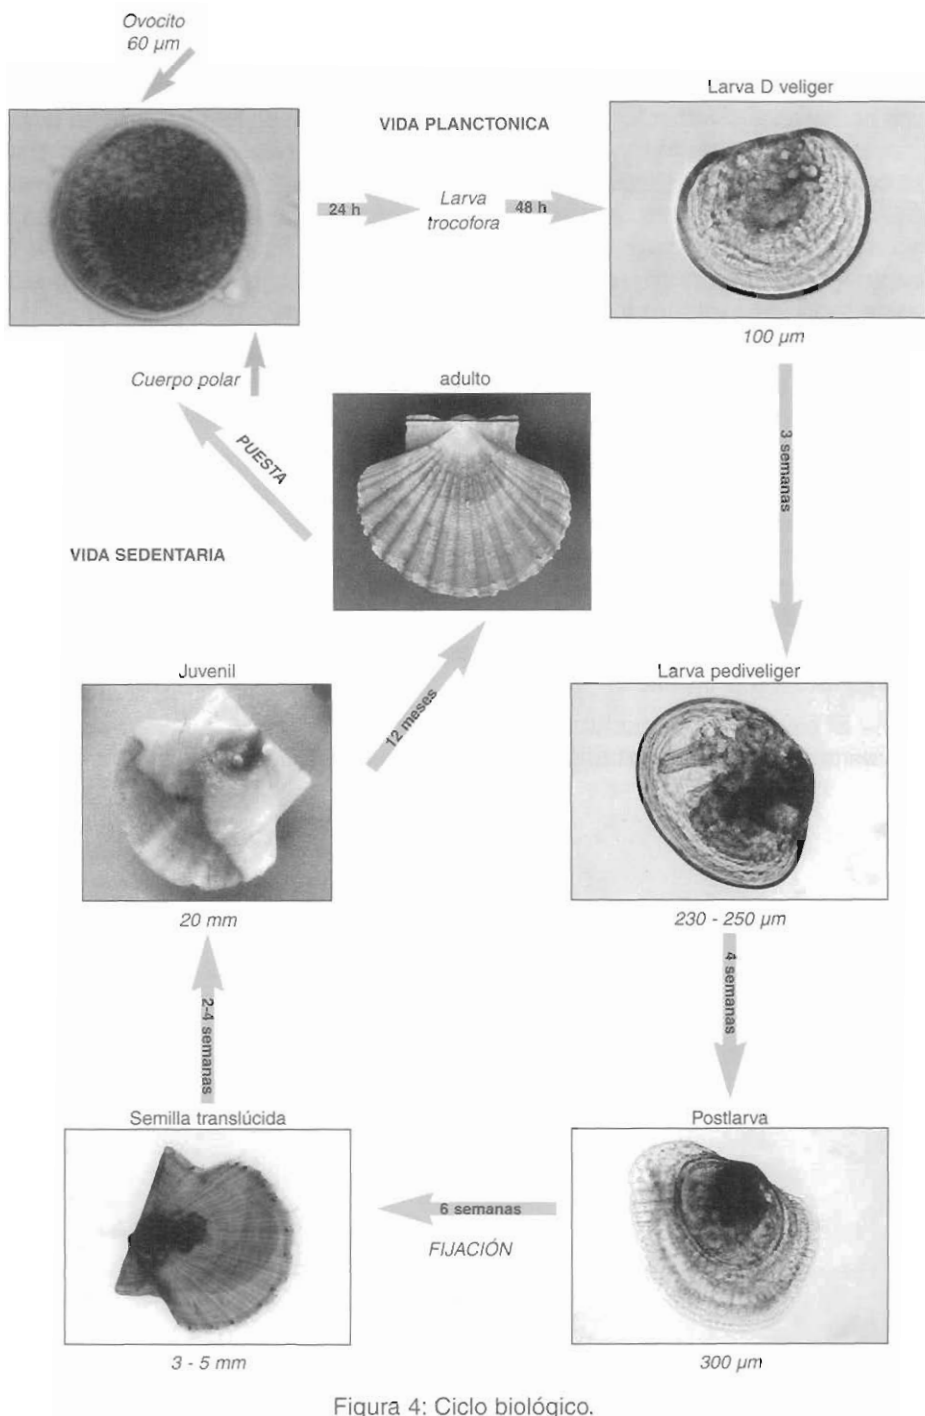 Ovocito
60 µm
Larva D veliger
VIDA PLANCTONICA
24 h
Larva
trocofora
48 h
100 µm
Cuerpo polar
adulto
PUESTA
3 semanas
VIDA SEDENTARIA
Juvenil
12 meses
Larva pediveliger
20 mm
230 - 250 µm
2-4 semanas
4 semanas
Semilla translúcida
Postlarva
6 semanas
FIJACIÓN
3 - 5 mm
300 µm
Figura 4: Ciclo biológico.